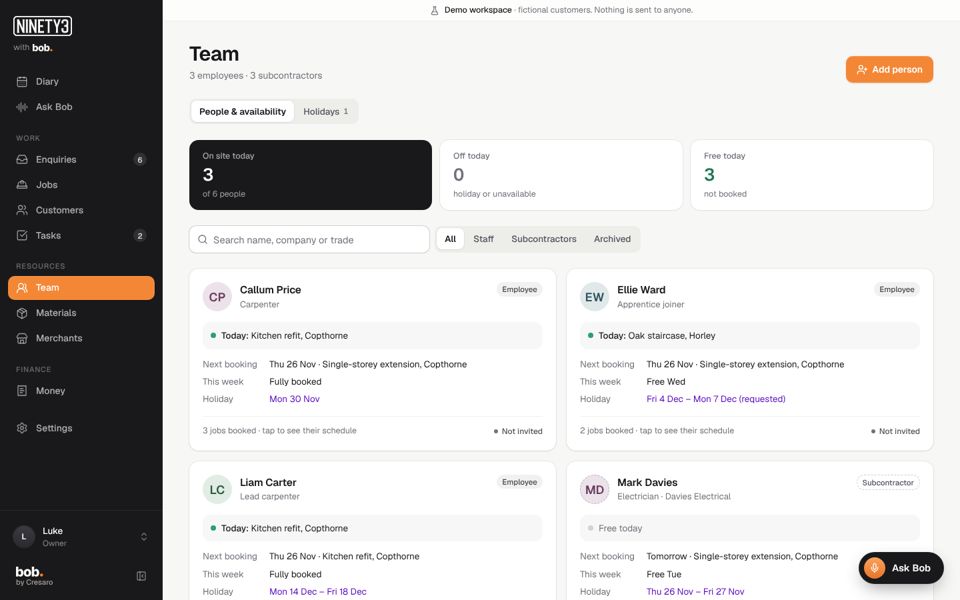 Demo workspace · fictional customers. Nothing is sent to anyone.
NINETY3
with bob.
Diary
Ask Bob
WORK
Enquiries 6
Jobs
Customers
Tasks 2
RESOURCES
Team
Materials
Merchants
FINANCE
Money
Settings
L
Luke
Owner
bob.
by Cresaro
Team
3 employees · 3 subcontractors
Add person
People & availability
Holidays 1
On site today
3
of 6 people
Off today
0
holiday or unavailable
Free today
3
not booked
Search name, company or trade
All
Staff
Subcontractors
Archived
CP
Callum Price
Carpenter
Employee
Today: Kitchen refit, Copthorne
Next booking Thu 26 Nov · Single-storey extension, Copthorne
This week Fully booked
Holiday Mon 30 Nov
3 jobs booked · tap to see their schedule
Not invited
EW
Ellie Ward
Apprentice joiner
Employee
Today: Oak staircase, Horley
Next booking Thu 26 Nov · Single-storey extension, Copthorne
This week Free Wed
Holiday Fri 4 Dec – Mon 7 Dec (requested)
2 jobs booked · tap to see their schedule
Not invited
LC
Liam Carter
Lead carpenter
Employee
Today: Kitchen refit, Copthorne
Next booking Thu 26 Nov · Kitchen refit, Copthorne
This week Fully booked
Holiday Mon 14 Dec – Fri 18 Dec
MD
Mark Davies
Electrician · Davies Electrical
Subcontractor
Free today
Next booking Tomorrow · Single-storey extension, Copthorne
This week Free Tue
Holiday Thu 26 Nov – Fri 27 Nov
Ask Bob